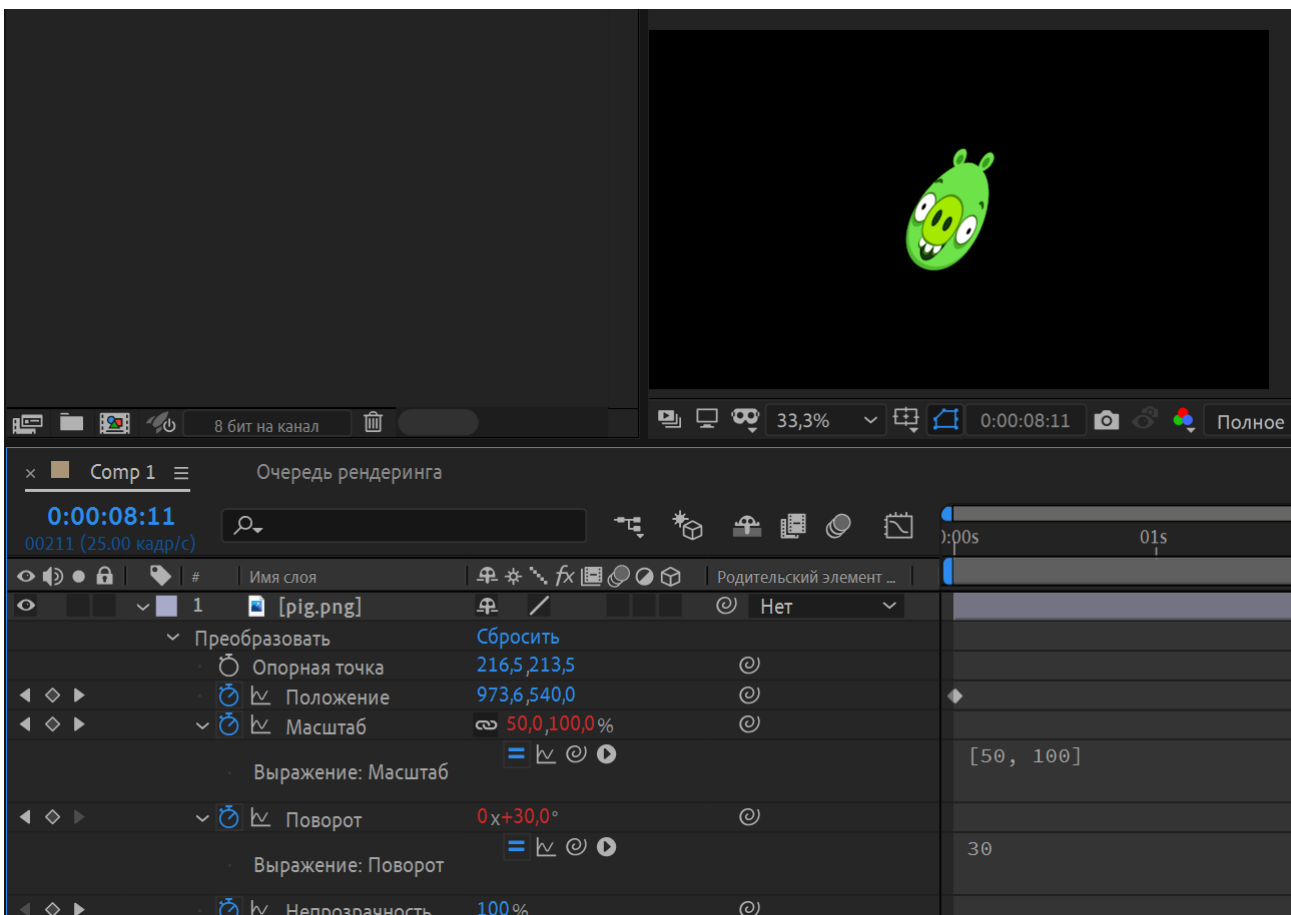 8 бит на канал
33,3%
0:00:08:11
Полное
× Comp 1 ≡ Очередь рендеринга
0:00:08:11
00211 (25.00 кадр/с)
):00s 01s
# Имя слоя fx Родительский элемент ...
1 [pig.png] Нет
Преобразовать Сбросить
Опорная точка 216,5,213,5
Положение 973,6,540,0
Масштаб 50,0,100,0%
Выражение: Масштаб [50, 100]
Поворот 0x+30,0°
Выражение: Поворот 30
Непрозрачность 100%